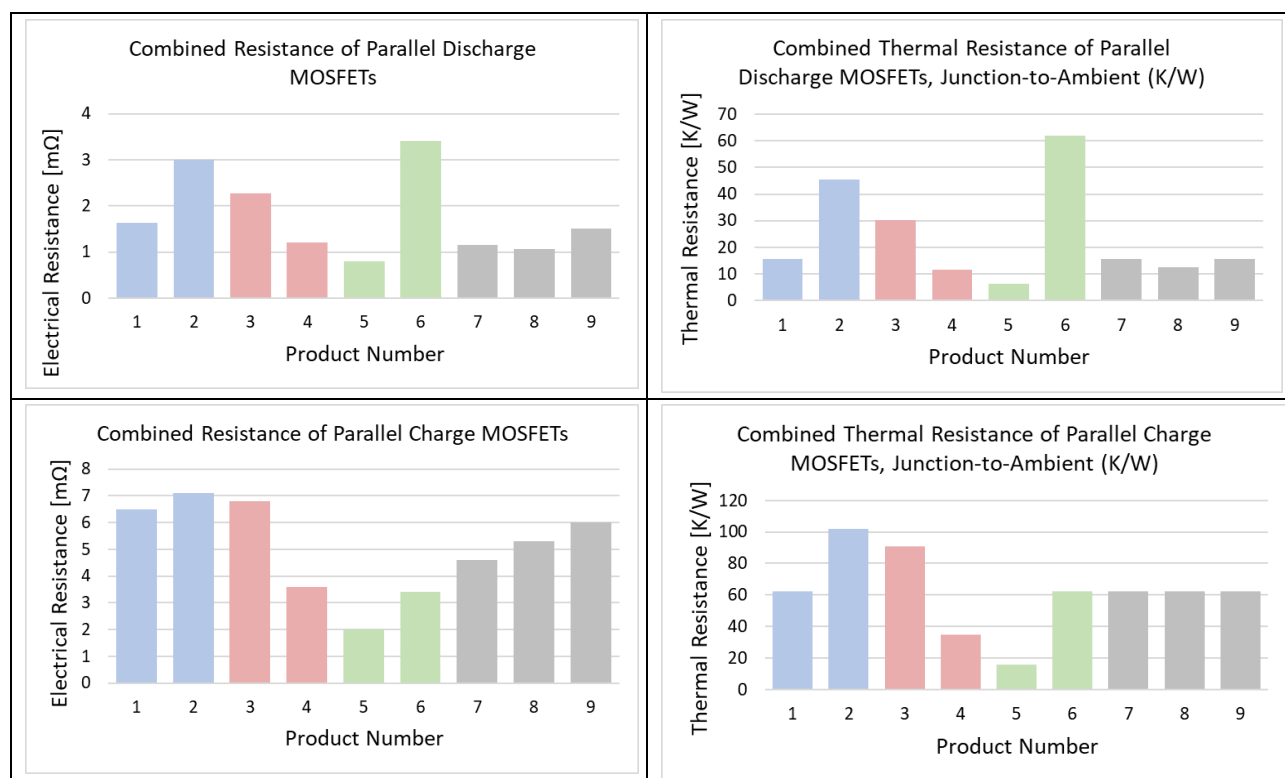 Combined Resistance of Parallel Discharge
MOSFETs
Electrical Resistance [mΩ]
4
3
2
1
0
1 2 3 4 5 6 7 8 9
Product Number
Combined Thermal Resistance of Parallel
Discharge MOSFETs, Junction-to-Ambient (K/W)
Thermal Resistance [K/W]
70
60
50
40
30
20
10
0
1 2 3 4 5 6 7 8 9
Product Number
Combined Resistance of Parallel Charge MOSFETs
Electrical Resistance [mΩ]
8
7
6
5
4
3
2
1
0
1 2 3 4 5 6 7 8 9
Product Number
Combined Thermal Resistance of Parallel Charge
MOSFETs, Junction-to-Ambient (K/W)
Thermal Resistance [K/W]
120
100
80
60
40
20
0
1 2 3 4 5 6 7 8 9
Product Number